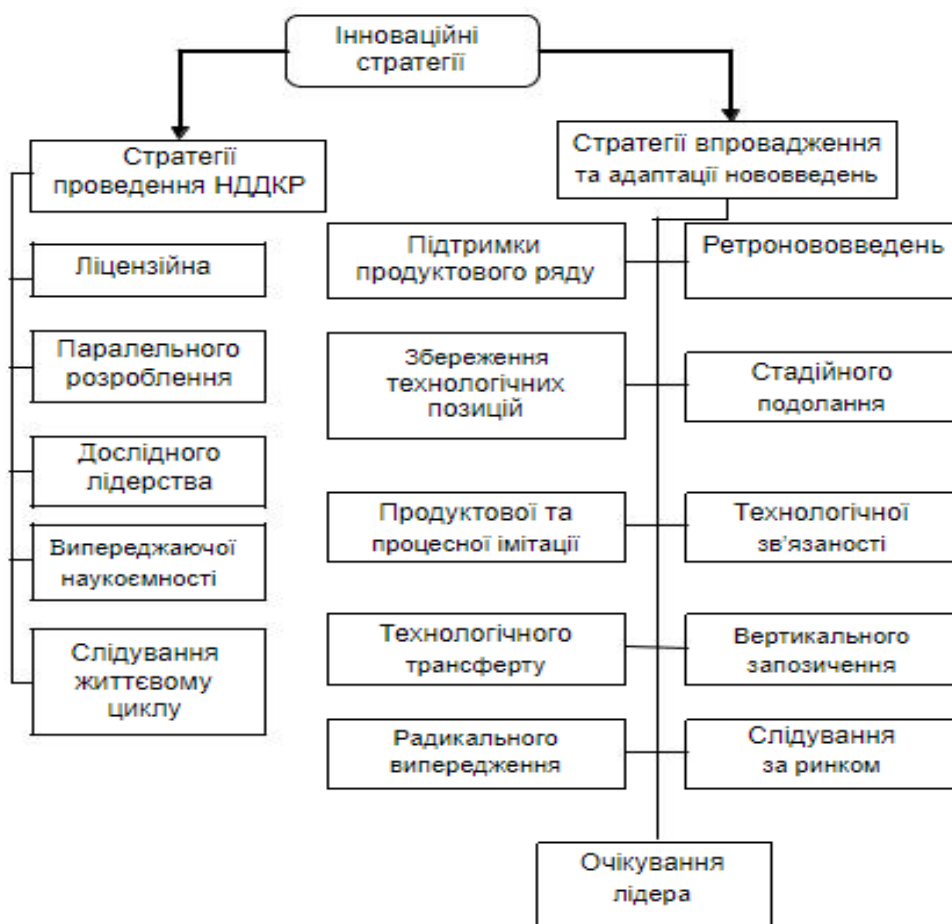 Інноваційні
стратегії
Стратегії
проведення НДДКР
Ліцензійна
Паралельного
розроблення
Дослідного
лідерства
Випереджаючої
наукоємності
Слідування
життєвому
циклу
Стратегії впровадження
та адаптації нововведень
Підтримки
продуктового ряду
Ретронововведень
Збереження
технологічних
позицій
Стадійного
подолання
Продуктової та
процесної імітації
Технологічної
зв'язаності
Технологічного
трансферту
Вертикального
запозичення
Радикального
випередження
Слідування
за ринком
Очікування
лідера